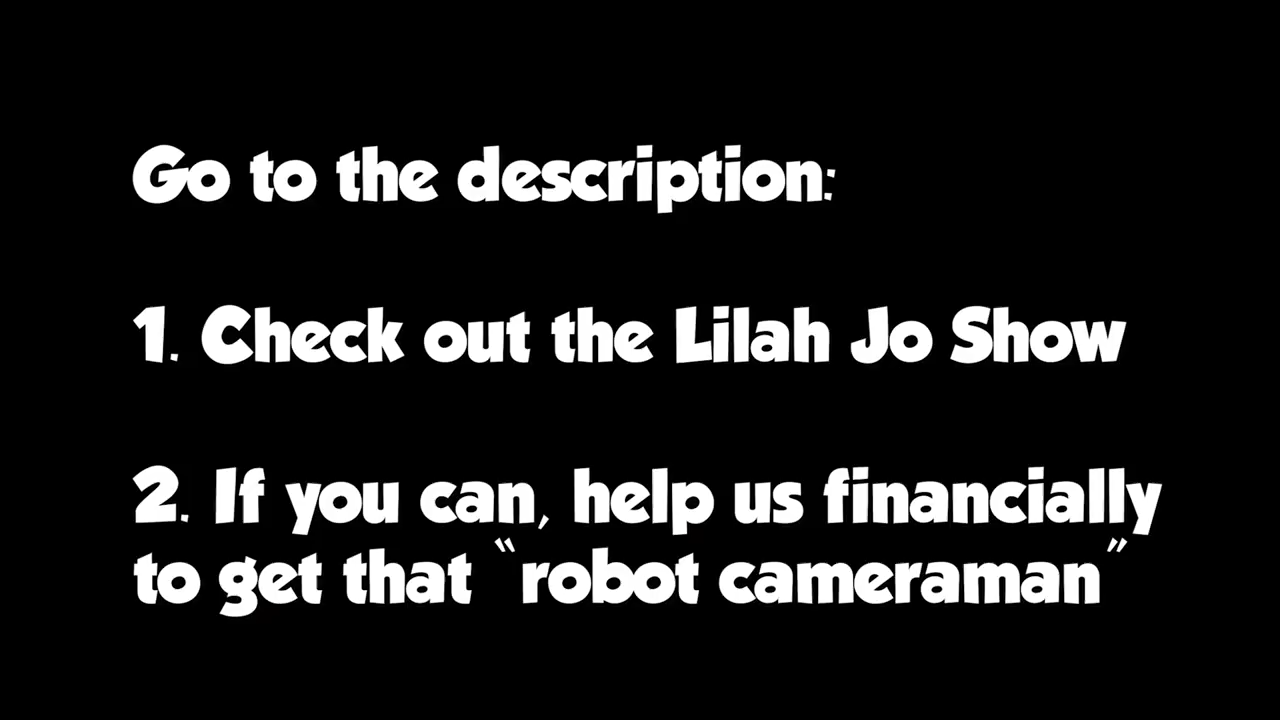 Go to the description:
1. Check out the Lilah Jo Show
2. If you can, help us financially
to get that "robot cameraman"